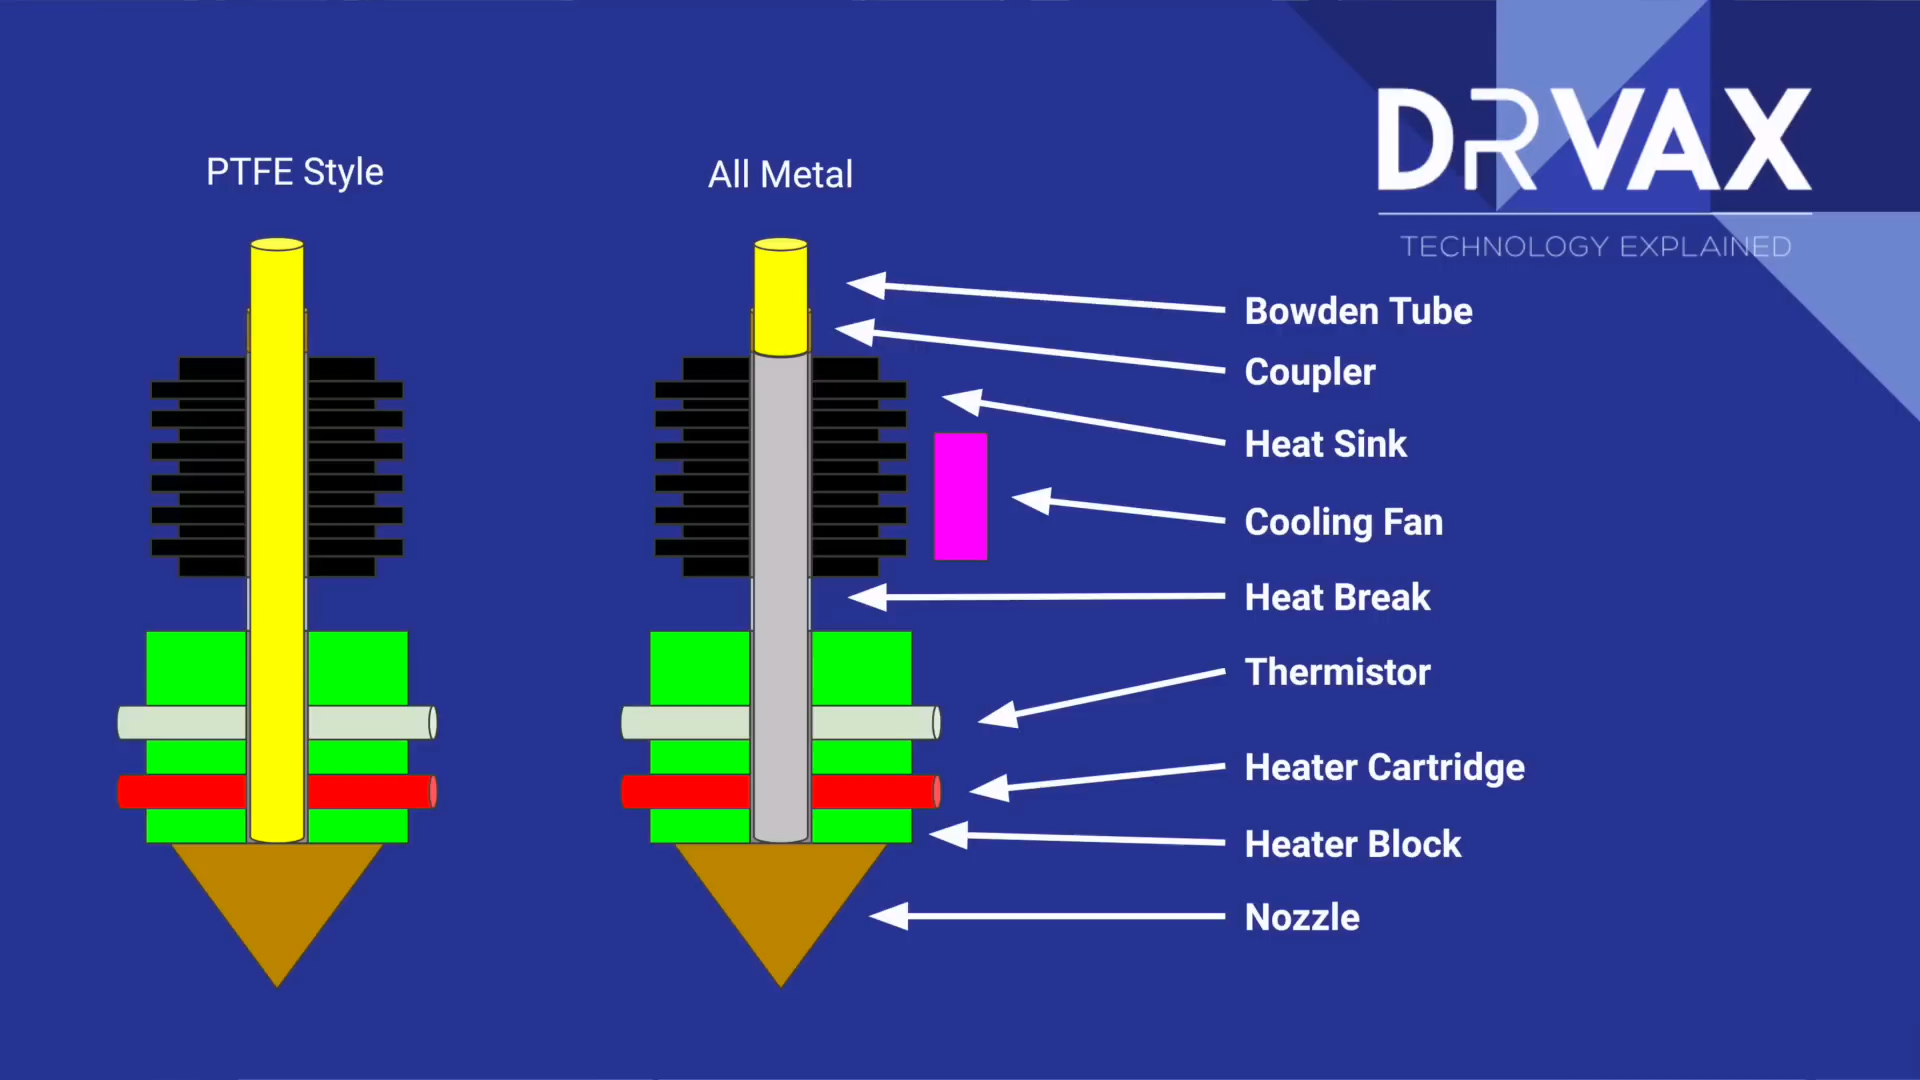 DRVAX
TECHNOLOGY EXPLAINED
PTFE Style
All Metal
Bowden Tube
Coupler
Heat Sink
Cooling Fan
Heat Break
Thermistor
Heater Cartridge
Heater Block
Nozzle